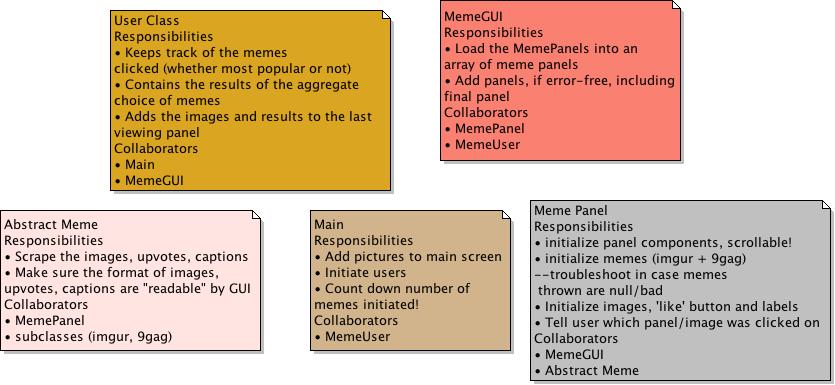 User Class
Responsibilities
• Keeps track of the memes
clicked (whether most popular or not)
• Contains the results of the aggregate
choice of memes
• Adds the images and results to the last
viewing panel
Collaborators
• Main
• MemeGUI
MemeGUI
Responsibilities
• Load the MemePanels into an
array of meme panels
• Add panels, if error-free, including
final panel
Collaborators
• MemePanel
• MemeUser
Abstract Meme
Responsibilities
• Scrape the images, upvotes, captions
• Make sure the format of images,
upvotes, captions are "readable" by GUI
Collaborators
• MemePanel
• subclasses (imgur, 9gag)
Main
Responsibilities
• Add pictures to main screen
• Initiate users
• Count down number of
memes initiated!
Collaborators
• MemeUser
Meme Panel
Responsibilities
• initialize panel components, scrollable!
• initialize memes (imgur + 9gag)
--troubleshoot in case memes
thrown are null/bad
• Initialize images, 'like' button and labels
• Tell user which panel/image was clicked on
Collaborators
• MemeGUI
• Abstract Meme